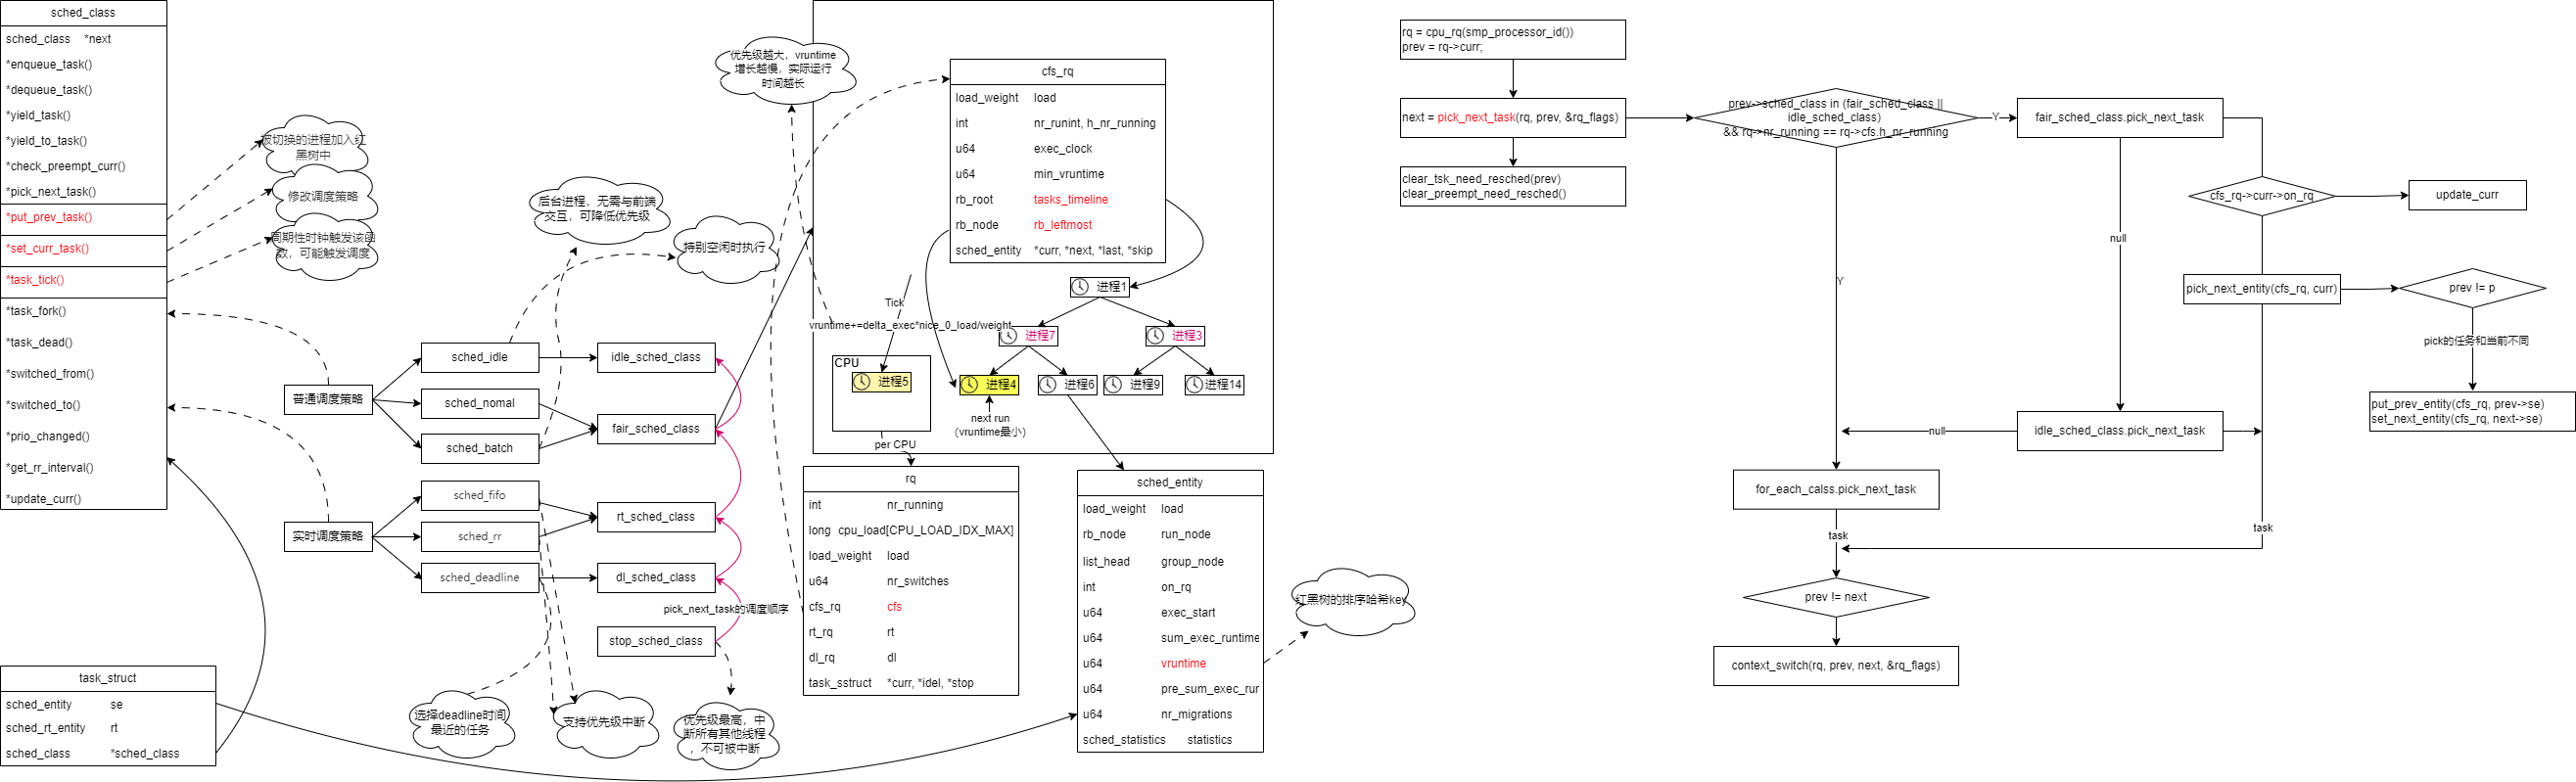 sched_class
sched_class *next
*enqueue_task()
*dequeue_task()
*yield_task()
*yield_to_task()
*check_preempt_curr()
*pick_next_task()
*put_prev_task()
*set_curr_task()
*task_tick()
*task_fork()
*task_dead()
*switched_from()
*switched_to()
*prio_changed()
*get_rr_interval()
*update_curr()
被切换的进程加入红
黑树中
修改调度策略
周期性时钟触发该函
数，可能触发调度
task_struct
sched_entity se
sched_rt_entity rt
sched_class *sched_class
普通调度策略
实时调度策略
sched_idle
sched_nomal
sched_batch
sched_fifo
sched_rr
sched_deadline
后台进程，无需与前端
交互，可降低优先级
特别空闲时执行
idle_sched_class
fair_sched_class
rt_sched_class
dl_sched_class
pick_next_task的调度顺序
stop_sched_class
选择deadline时间
最近的任务
支持优先级中断
优先级最高，中
断所有其他线程
，不可被中断
优先级越大，vruntime
增长越慢，实际运行
时间越长
cfs_rq
load_weight load
int nr_runint, h_nr_running
u64 exec_clock
u64 min_vruntime
rb_root tasks_timeline
rb_node rb_leftmost
sched_entity *curr, *next, *last, *skip
Tick
vruntime+=delta_exec*nice_0_load/weight
CPU
进程5
进程1
进程7
进程3
进程4
进程6
进程9
进程14
next run
（vruntime最小）
per CPU
rq
int nr_running
long cpu_load[CPU_LOAD_IDX_MAX]
load_weight load
u64 nr_switches
cfs_rq cfs
rt_rq rt
dl_rq dl
task_sstruct *curr, *idel, *stop
sched_entity
load_weight load
rb_node run_node
list_head group_node
int on_rq
u64 exec_start
u64 sum_exec_runtime
u64 vruntime
u64 pre_sum_exec_rur
u64 nr_migrations
sched_statistics statistics
红黑树的排序哈希key
rq = cpu_rq(smp_processor_id())
prev = rq->curr;
next = pick_next_task(rq, prev, &rq_flags)
clear_tsk_need_resched(prev)
clear_preempt_need_resched()
prev->sched_class in (fair_sched_class ||
idle_sched_class)
&& rq->nr_running == rq->cfs.h_nr_running
Y
fair_sched_class.pick_next_task
cfs_rq->curr->on_rq
update_curr
null
Y
pick_next_entity(cfs_rq, curr)
prev != p
pick的任务和当前不同
put_prev_entity(cfs_rq, prev->se)
set_next_entity(cfs_rq, next->se)
idle_sched_class.pick_next_task
null
for_each_calss.pick_next_task
task
task
prev != next
context_switch(rq, prev, next, &rq_flags)